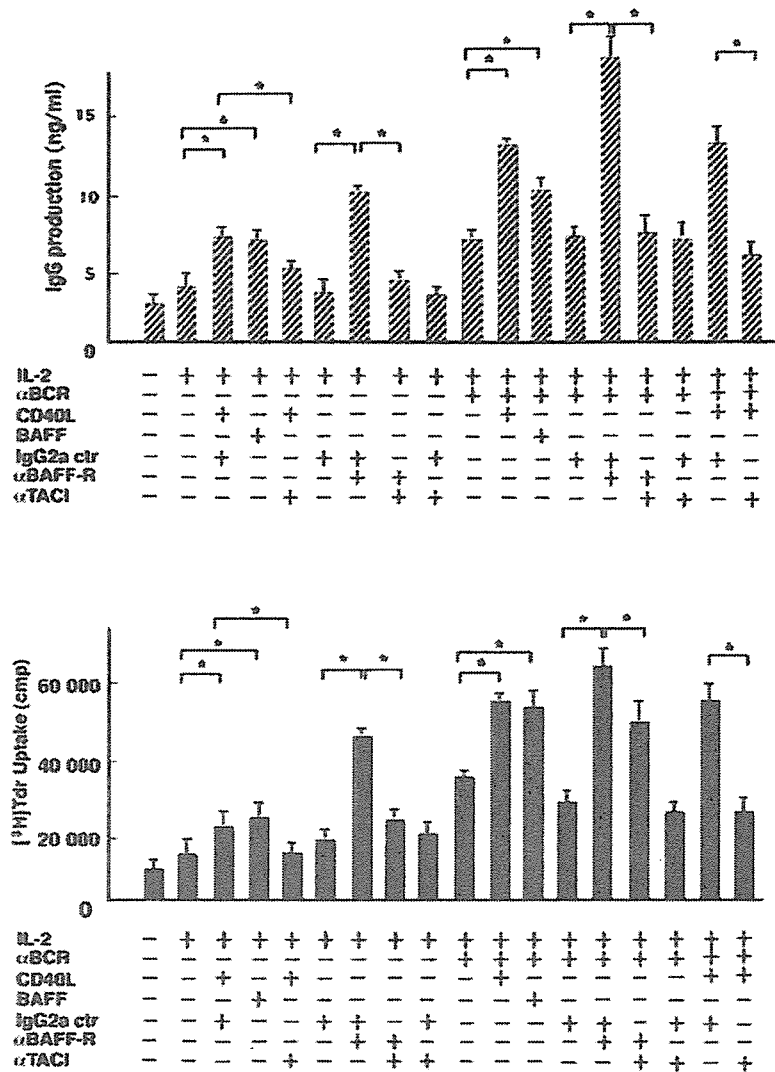 * *
* *
* *
* * *
* *
IgG production (ng/ml)
15
10
5
0
IL-2 − + + + + + + + + + + + + + + + + +
αBCR − − − − − − − − − + + + + + + + + +
CD40L − − + − + − − − − − + − − − − − + +
BAFF − − − + − − − − − − − + − − − − − −
IgG2a ctr − − + − − + + − + − − − + + − + + −
αBAFF-R − − − − − − + + − − − − − + + − − −
αTACI − − − − + − − + + − − − − − + + − +
* * *
* * *
* * * * *
[³H]Tdr Uptake (cmp)
60 000
40 000
20 000
0
IL-2 − + + + + + + + + + + + + + + + + +
αBCR − − − − − − − − − + + + + + + + + +
CD40L − − + − + − − − − − + − − − − − + +
BAFF − − − + − − − − − − − + − − − − − −
IgG2a ctr − − + − − + + − + − − − + + − + + −
αBAFF-R − − − − − − + + − − − − − + + − − −
αTACI − − − − + − − + + − − − − − + + − +